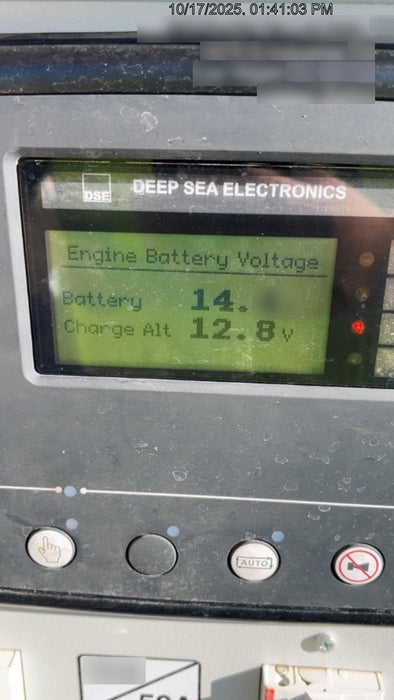 10/17/2025, 01:41:03 PM
DSE DEEP SEA ELECTRONICS
Engine Battery Voltage
Battery 14.
Charge Alt 12.8 V
AUTO